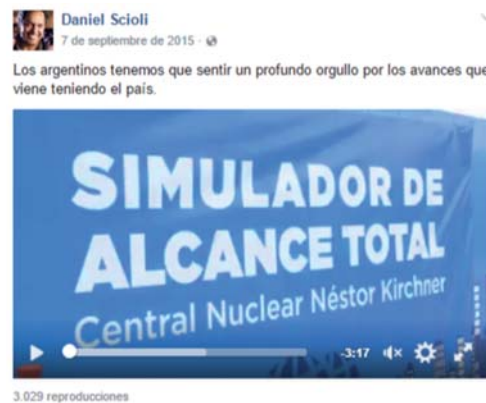 Daniel Scioli
7 de septiembre de 2015 ·
Los argentinos tenemos que sentir un profundo orgullo por los avances que
viene teniendo el país.
SIMULADOR DE
ALCANCE TOTAL
Central Nuclear Néstor Kirchner
-3:17
3.029 reproducciones